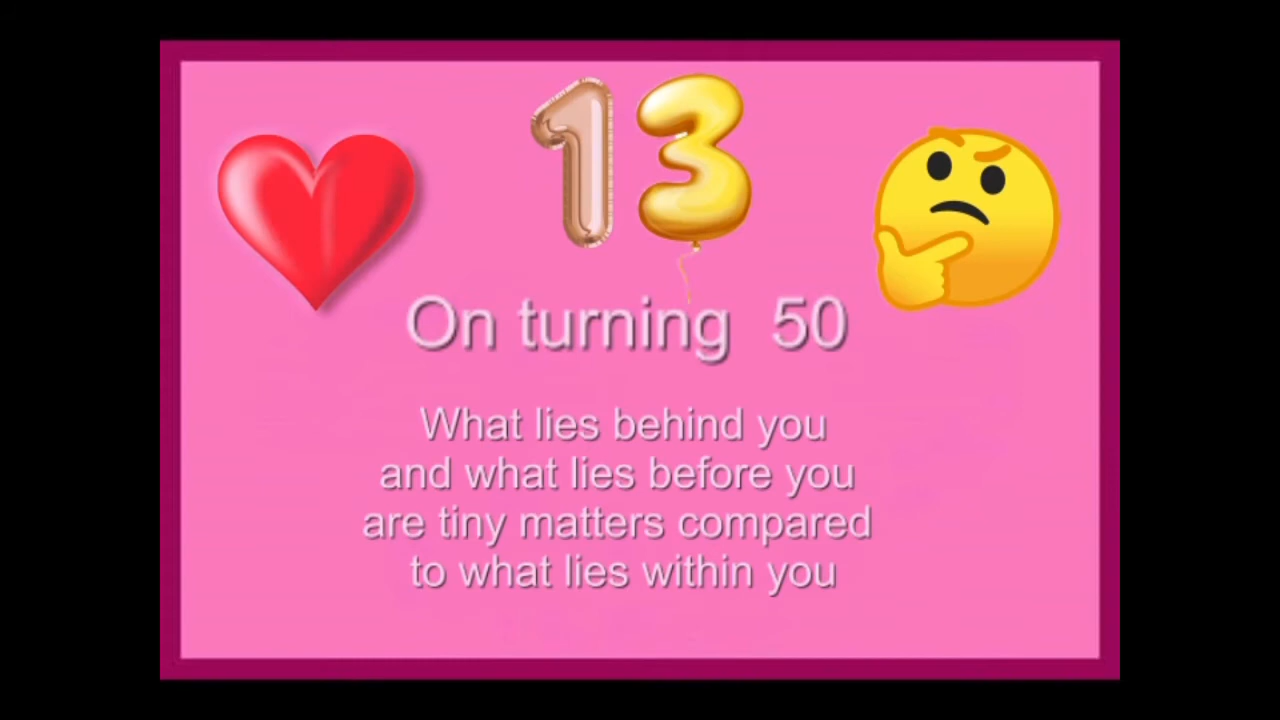 13
On turning 50
What lies behind you
and what lies before you
are tiny matters compared
to what lies within you